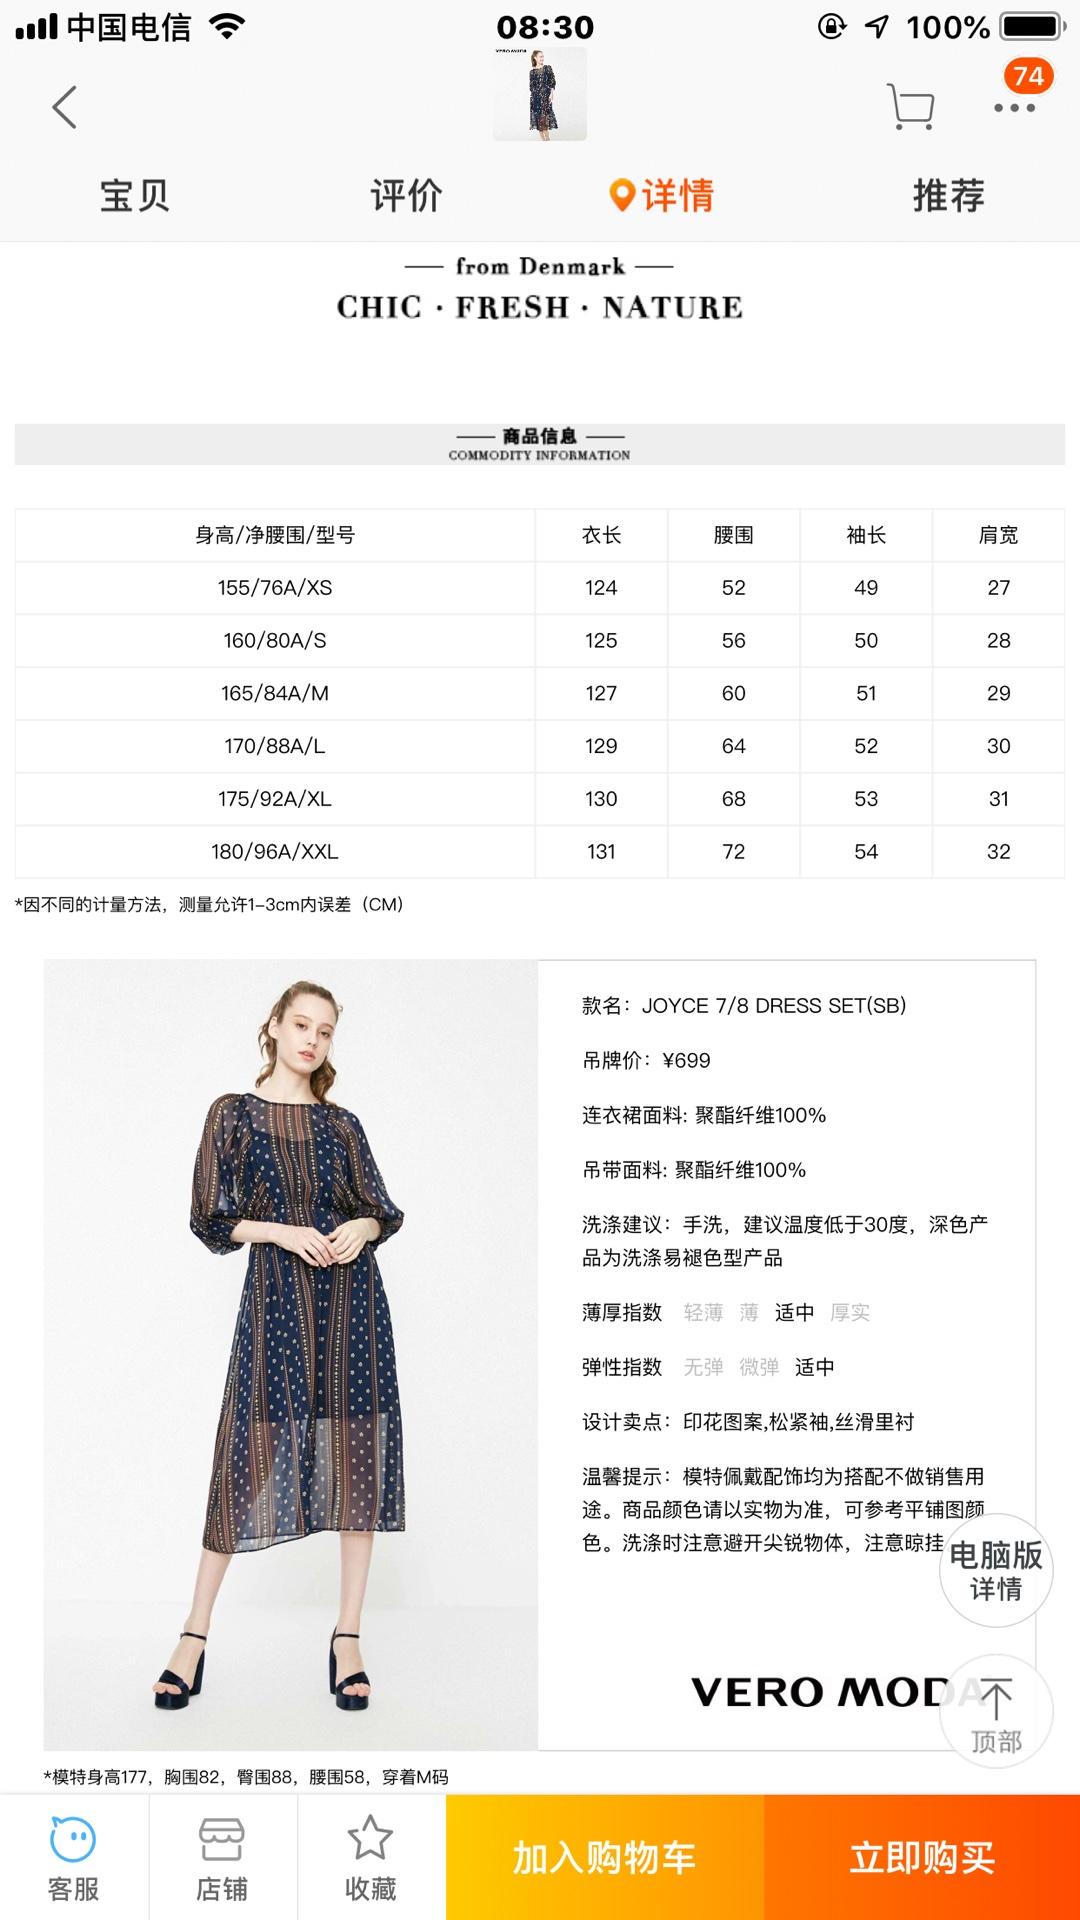 中国电信
08:30
100%
VERO MODA
74
宝贝
评价
详情
推荐
from Denmark
CHIC · FRESH · NATURE
商品信息
COMMODITY INFORMATION
身高/净腰围/型号 衣长 腰围 袖长 肩宽
155/76A/XS 124 52 49 27
160/80A/S 125 56 50 28
165/84A/M 127 60 51 29
170/88A/L 129 64 52 30
175/92A/XL 130 68 53 31
180/96A/XXL 131 72 54 32
*因不同的计量方法，测量允许1-3cm内误差（CM）
款名：JOYCE 7/8 DRESS SET(SB)
吊牌价：¥699
连衣裙面料: 聚酯纤维100%
吊带面料: 聚酯纤维100%
洗涤建议：手洗，建议温度低于30度，深色产
品为洗涤易褪色型产品
薄厚指数 轻薄 薄 适中 厚实
弹性指数 无弹 微弹 适中
设计卖点：印花图案,松紧袖,丝滑里衬
温馨提示：模特佩戴配饰均为搭配不做销售用
途。商品颜色请以实物为准，可参考平铺图颜
色。洗涤时注意避开尖锐物体，注意晾挂
电脑版
详情
VERO MODA
顶部
*模特身高177，胸围82，臀围88，腰围58，穿着M码
客服
店铺
收藏
加入购物车
立即购买